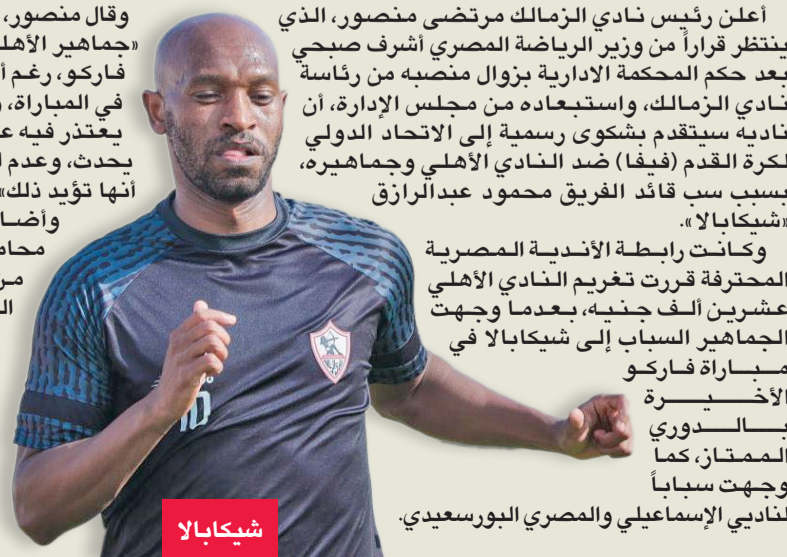 أعلن رئيس نادي الزمالك مرتضى منصور، الذي
ينتظر قراراً من وزير الرياضة المصري أشرف صبحي
بعد حكم المحكمة الادارية بزوال منصبه من رئاسة
نادي الزمالك، واستبعاده من مجلس الإدارة، أن
ناديه سيتقدم بشكوى رسمية إلى الاتحاد الدولي
لكرة القدم (فيفا) ضد النادي الأهلي وجماهيره،
بسبب سب قائد الفريق محمود عبدالرازق
«شيكابالا».
وكانت رابطة الأندية المصرية
المحترفة قررت تغريم النادي الأهلي
عشرين ألف جنيه، بعدما وجهت
الجماهير السباب إلى شيكابالا في
مباراة فاركو
الأخيرة
بالدوري
الممتاز، كما
وجهت سباباً
لناديي الإسماعيلي والمصري البورسعيدي.
وقال منصور،
«جماهير الأهل
فاركو، رغم أ
في المباراة، و
يعتذر فيه ع
يحدث، وعدم ا
أنها تؤيد ذلك»
وأضا
محام
مر
ال
10
شيكابالا